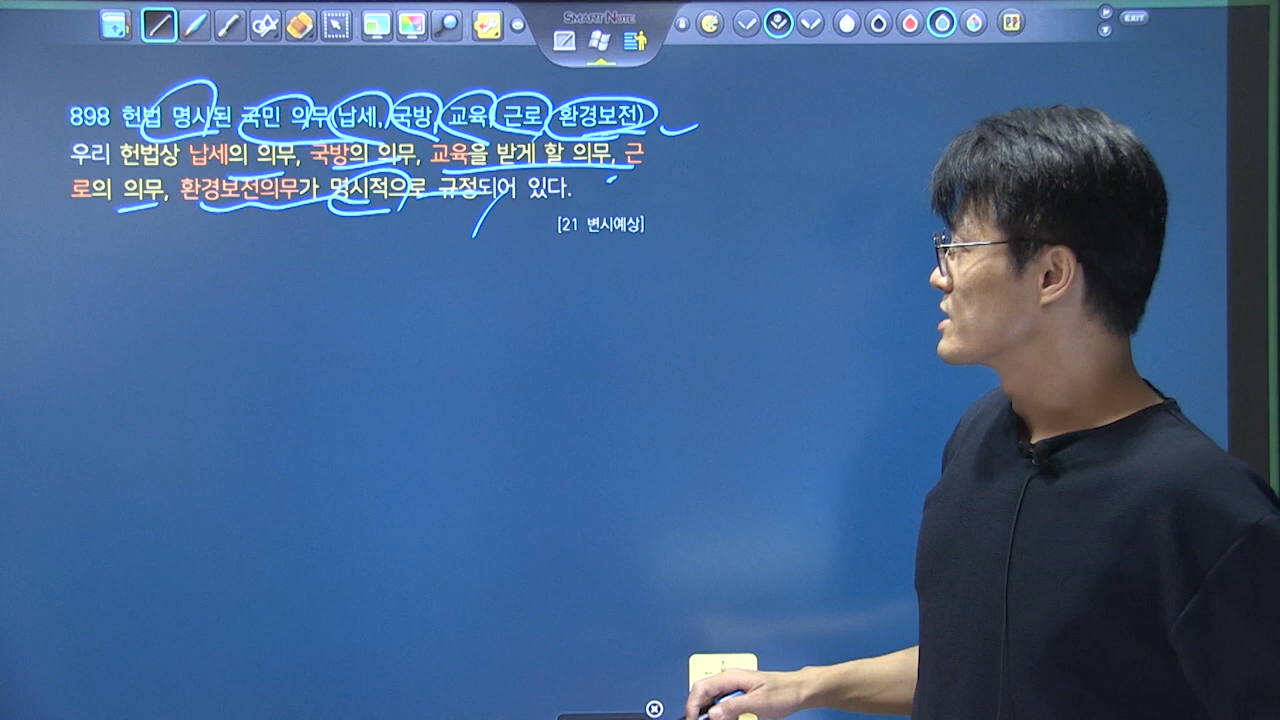 SMART NOTE
EXIT
898 헌법 명시된 국민 의무 납세, 국방, 교육, 근로, 환경보전)
우리 헌법상 납세의 의무, 국방의 의무, 교육을 받게 할 의무, 근
로의 의무, 환경보전의무가 명시적으로 규정되어 있다.
[21 변시예상]